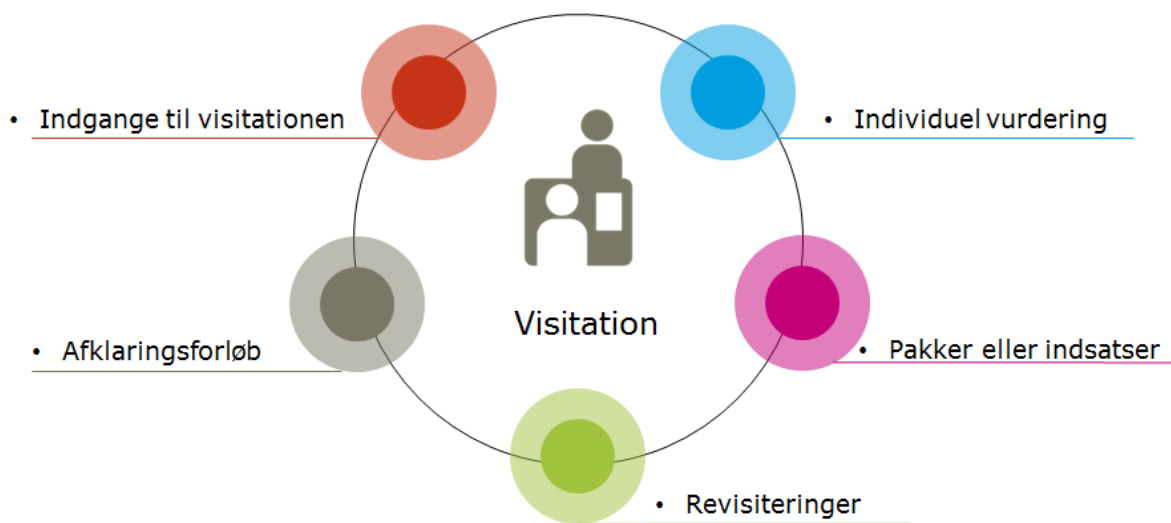 • Indgange til visitationen
• Individuel vurdering
Visitation
• Afklaringsforløb
• Pakker eller indsatser
• Revisiteringer